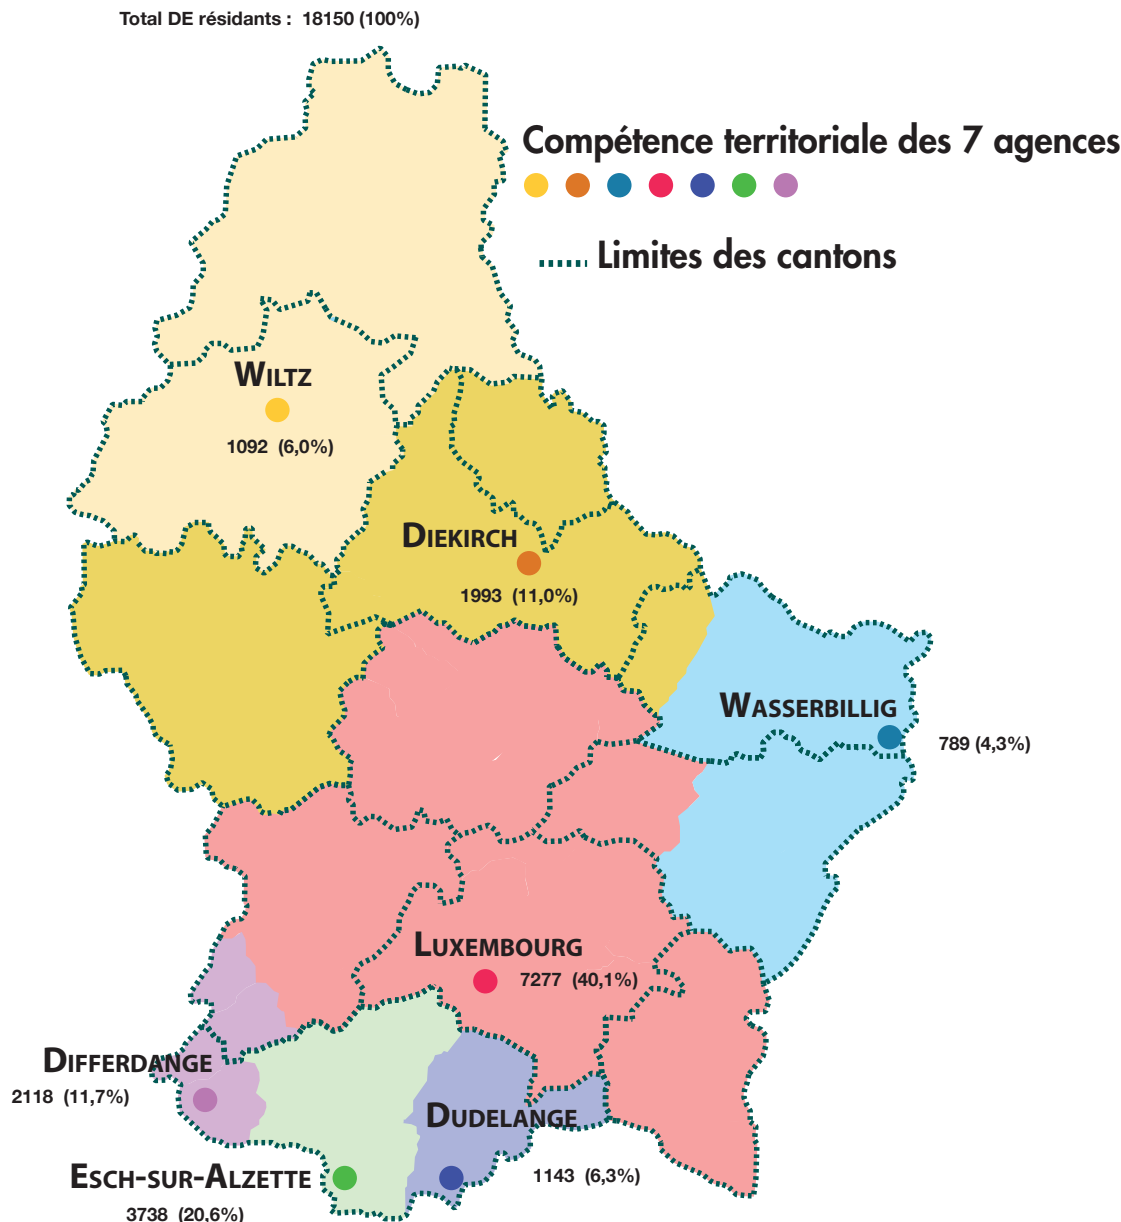 Total DE résidants : 18150 (100%)
Compétence territoriale des 7 agences
Limites des cantons
WILTZ
1092 (6,0%)
DIEKIRCH
1993 (11,0%)
WASSERBILLIG
789 (4,3%)
LUXEMBOURG
7277 (40,1%)
DIFFERDANGE
2118 (11,7%)
DUDELANGE
1143 (6,3%)
ESCH-SUR-ALZETTE
3738 (20,6%)